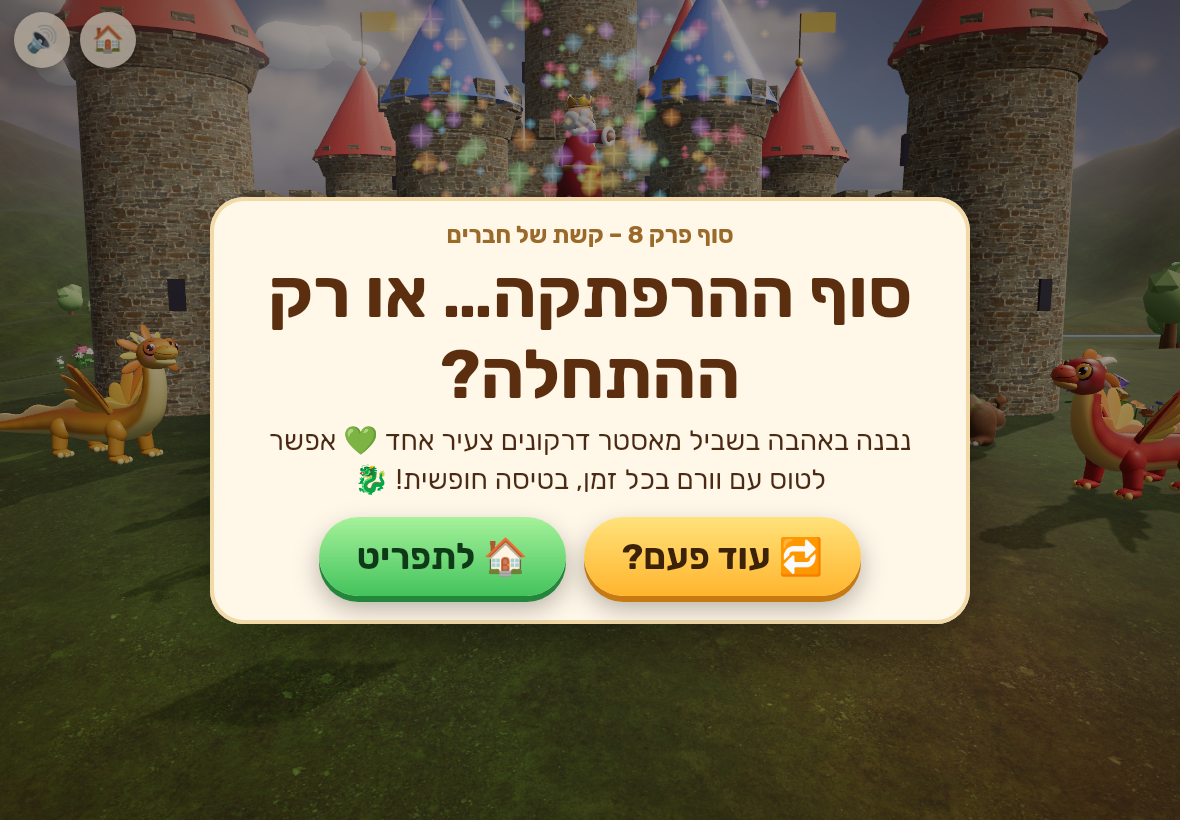 סוף פרק 8 – קשת של חברים
סוף ההרפתקה... או רק
ההתחלה?
נבנה באהבה בשביל מאסטר דרקונים צעיר אחד 💚 אפשר
לטוס עם וורם בכל זמן, בטיסה חופשית! 🐉
🔁 עוד פעם?
🏠 לתפריט